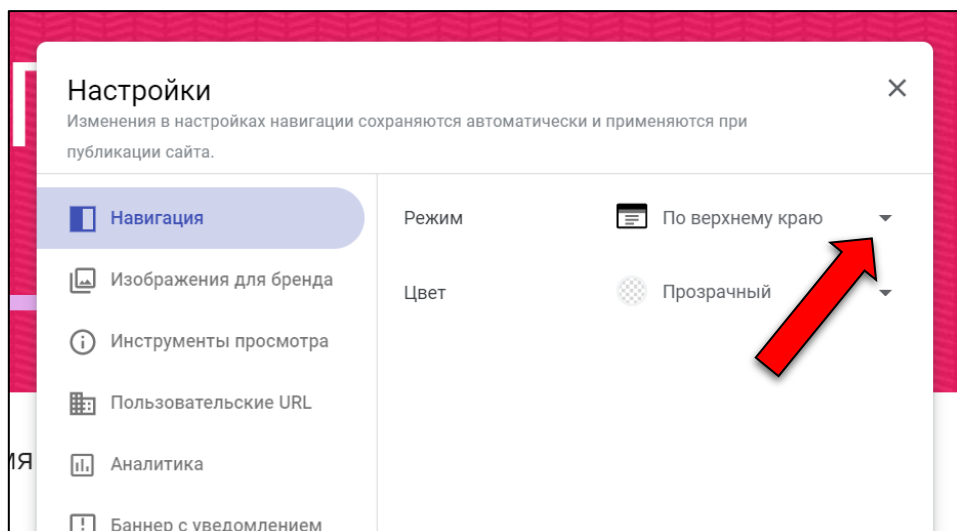 Настройки
Изменения в настройках навигации сохраняются автоматически и применяются при
публикации сайта.
Навигация
Режим
По верхнему краю
Изображения для бренда
Цвет
Прозрачный
Инструменты просмотра
Пользовательские URL
Аналитика
Баннер с уведомлением